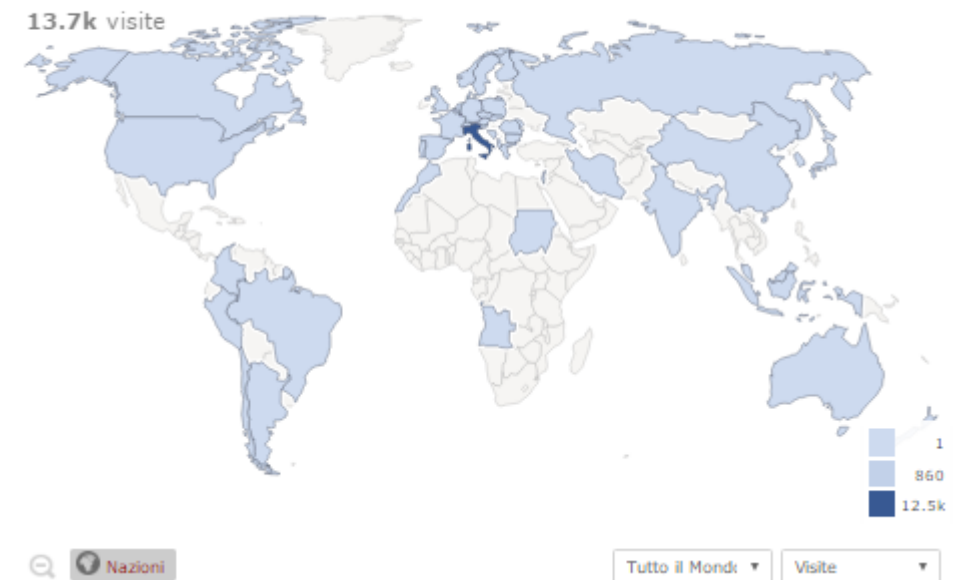 13.7k visite
1
860
12.5k
Nazioni
Tutto il Mond
Visite